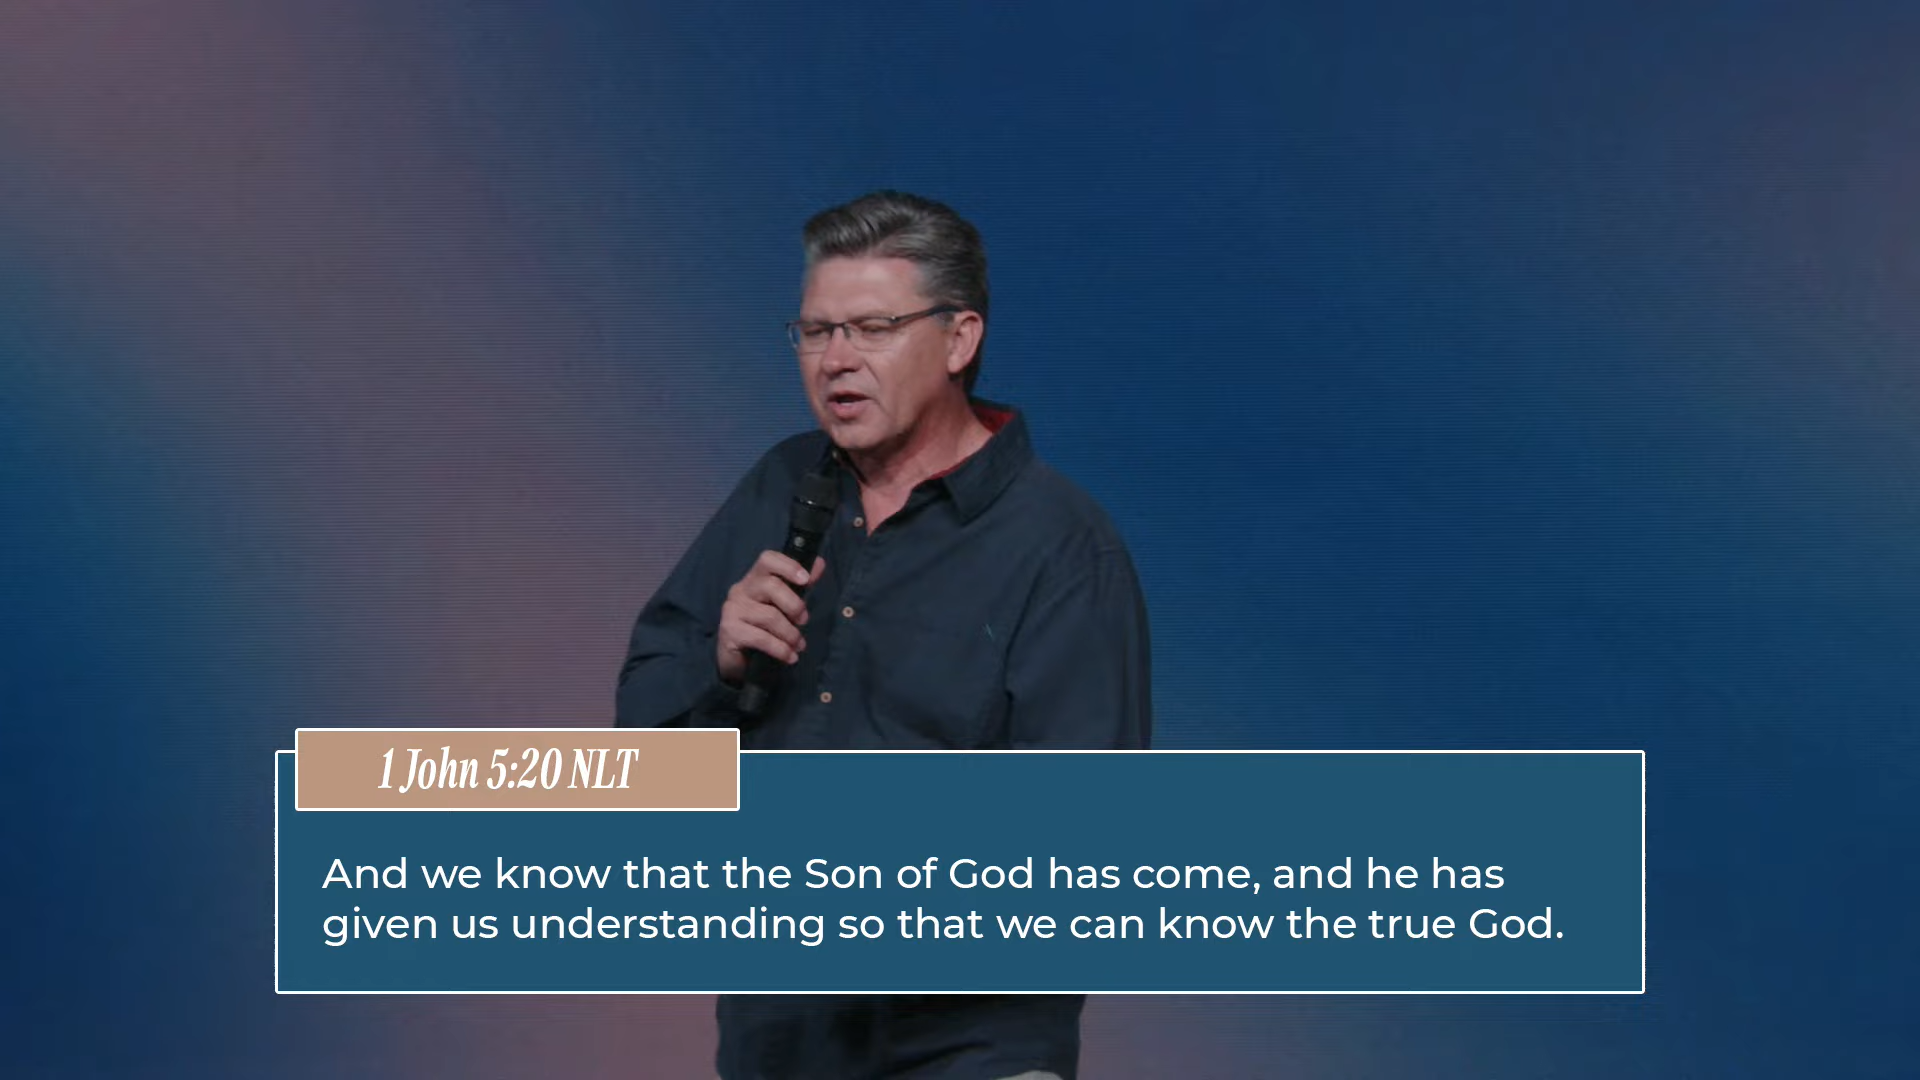 1 John 5:20 NLT
And we know that the Son of God has come, and he has
given us understanding so that we can know the true God.